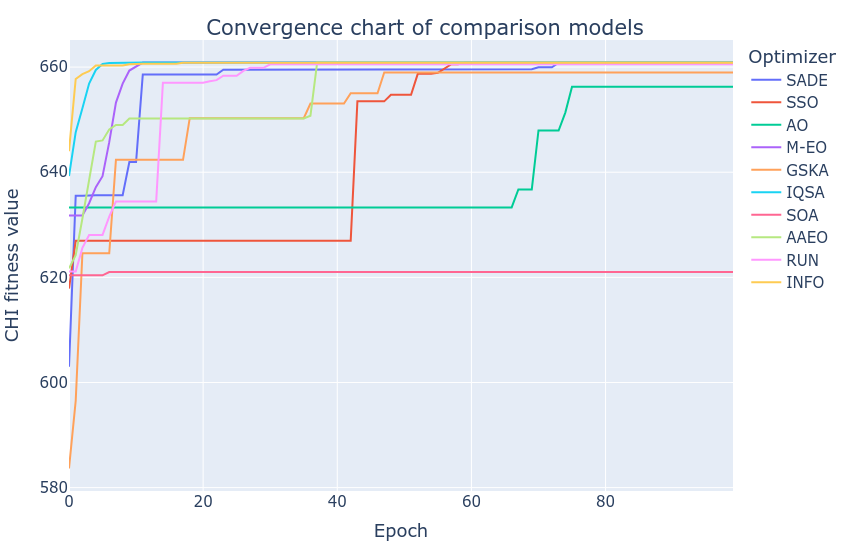 Convergence chart of comparison models
CHI fitness value
660
640
620
600
580
0
20
40
60
80
Epoch
Optimizer
SADE
SSO
AO
M-EO
GSKA
IQSA
SOA
AAEO
RUN
INFO